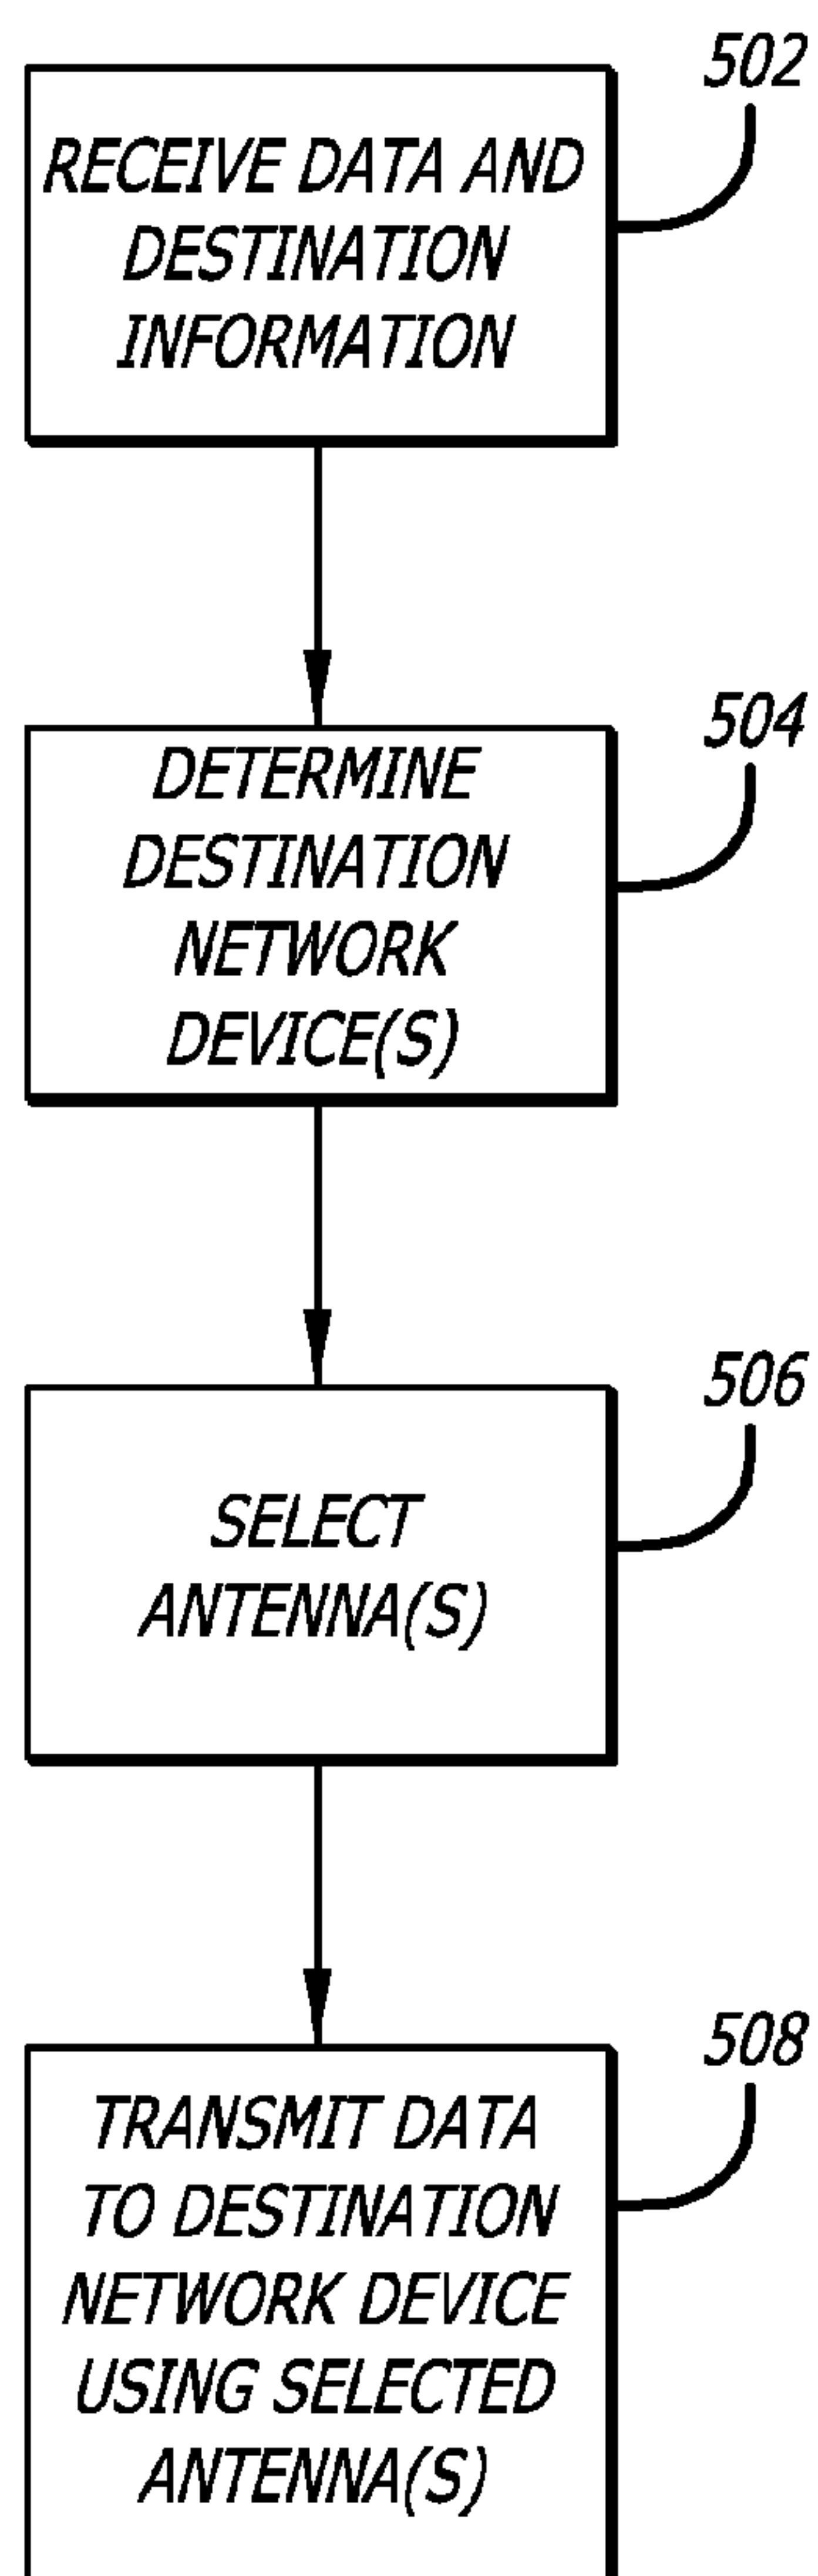 502
RECEIVE DATA AND
DESTINATION
INFORMATION
504
DETERMINE
DESTINATION
NETWORK
DEVICE(S)
506
SELECT
ANTENNA(S)
508
TRANSMIT DATA
TO DESTINATION
NETWORK DEVICE
USING SELECTED
ANTENNA(S)